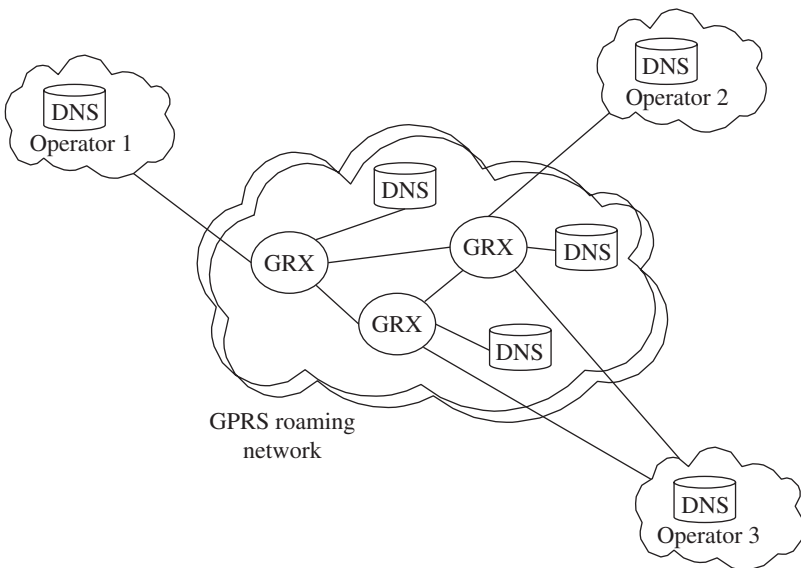 DNS
Operator 2
DNS
Operator 1
DNS
GRX
DNS
GRX
GRX
DNS
GPRS roaming
network
DNS
Operator 3